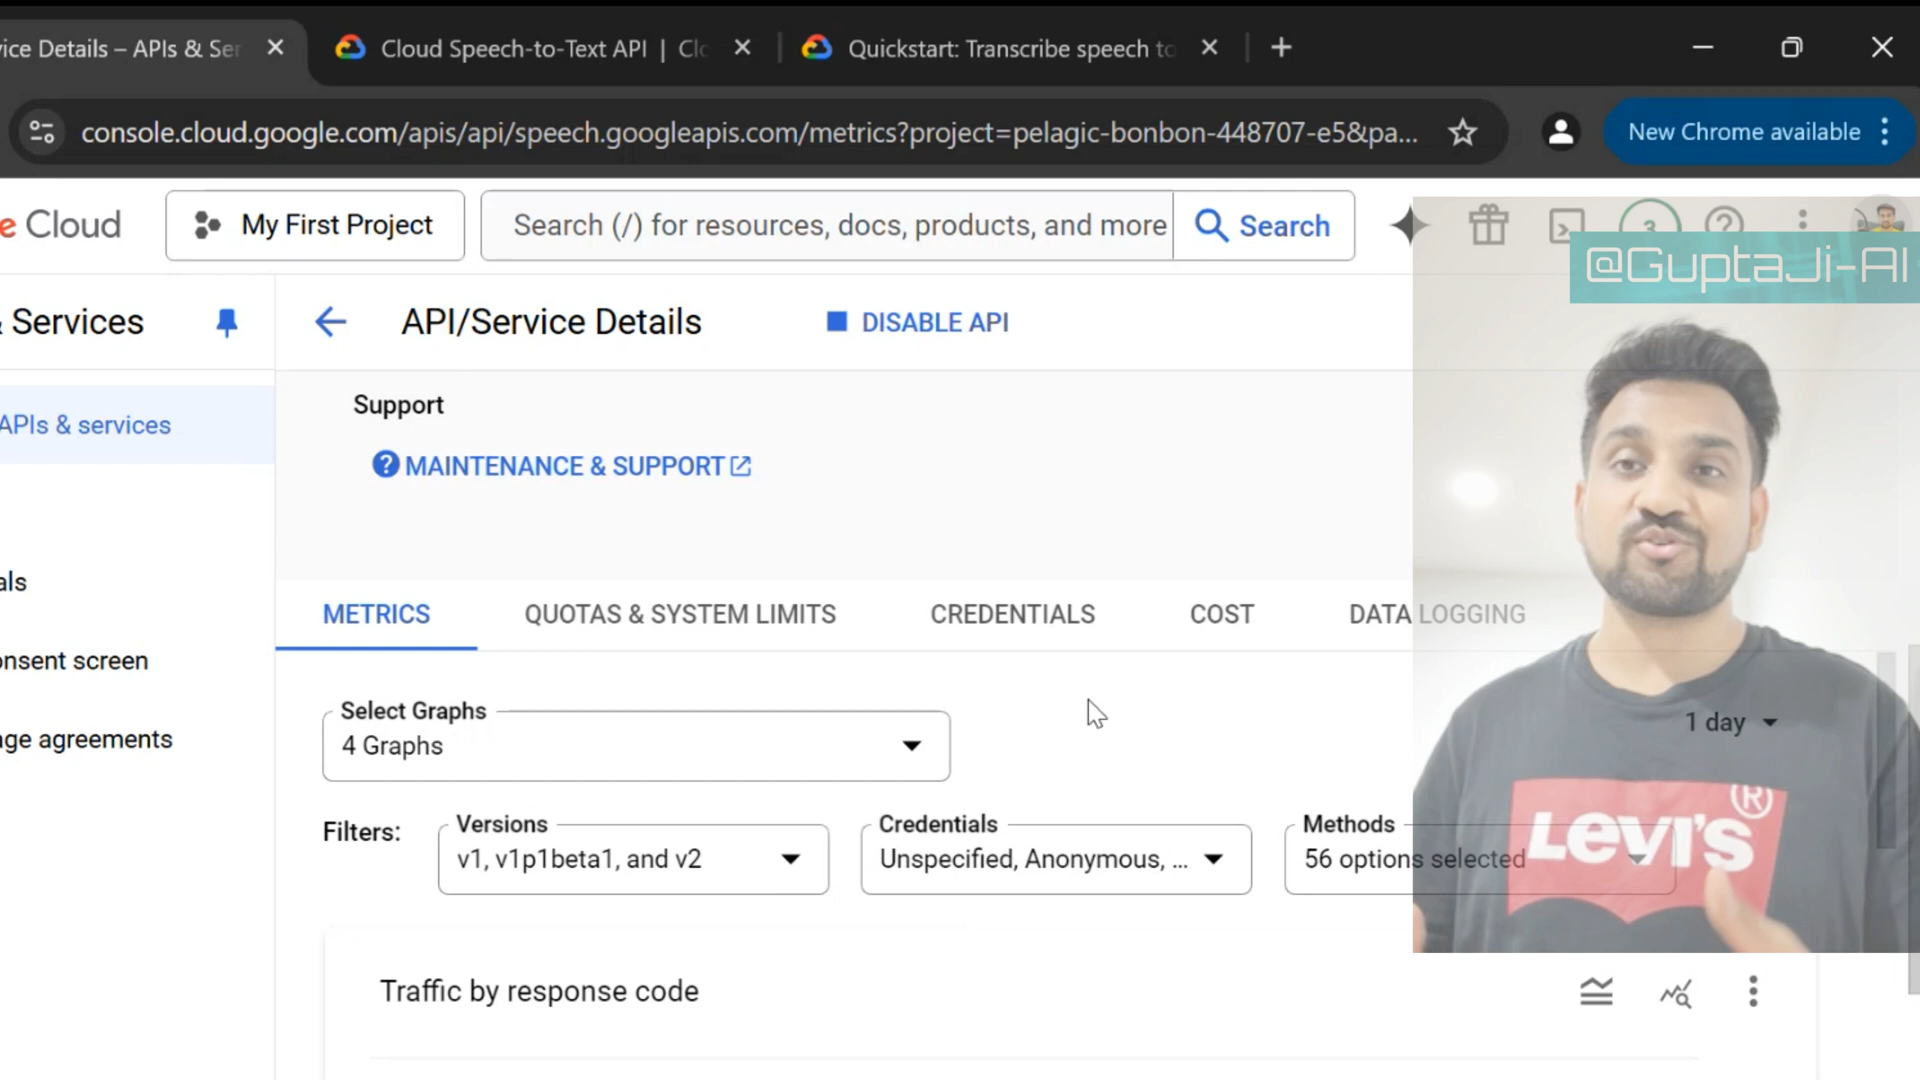 ice Details – APIs & Ser
Cloud Speech-to-Text API | Clo
Quickstart: Transcribe speech to
console.cloud.google.com/apis/api/speech.googleapis.com/metrics?project=pelagic-bonbon-448707-e5&pa...
New Chrome available
e Cloud
My First Project
Search (/) for resources, docs, products, and more
Search
3
@GuptaJi-AI
& Services
API/Service Details
DISABLE API
APIs & services
Support
MAINTENANCE & SUPPORT
als
onsent screen
age agreements
METRICS
QUOTAS & SYSTEM LIMITS
CREDENTIALS
COST
DATA LOGGING
Select Graphs
4 Graphs
1 day
Filters:
Versions
v1, v1p1beta1, and v2
Credentials
Unspecified, Anonymous, ...
Methods
56 options selected
LEVI'S ®
Traffic by response code